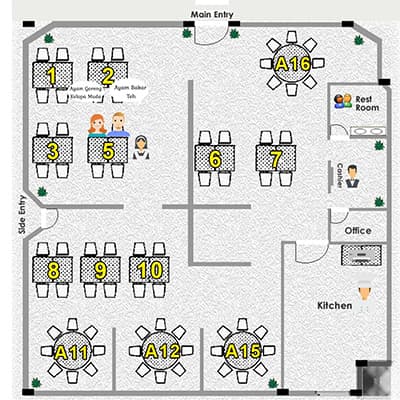 Main Entry
A16
1
2
Ayam Goreng
Kelapa Muda
Ayam Bakar
Teh
Rest
Room
3
5
6
7
Cashier
Side Entry
Office
8
9
10
Kitchen
A11
A12
A15